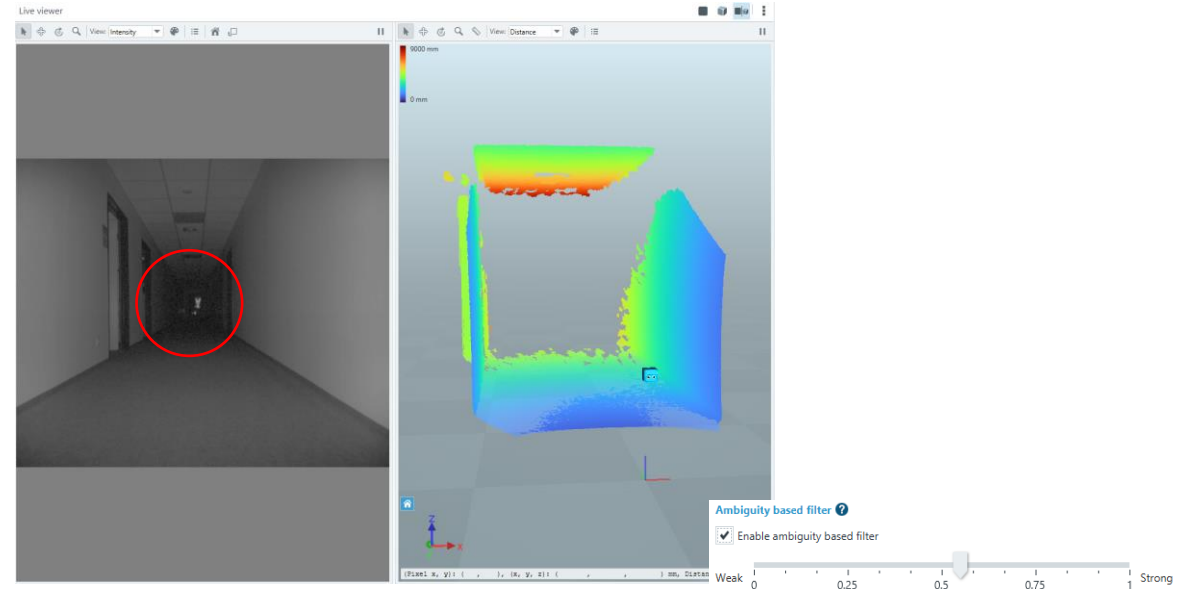 Live viewer
View: Intensity
View: Distance
9000 mm
0 mm
Z
X
(Pixel x, y): ( , ), (x, y, z): ( , , ) mm, Distan
Ambiguity based filter ?
Enable ambiguity based filter
Weak 0 0.25 0.5 0.75 1 Strong